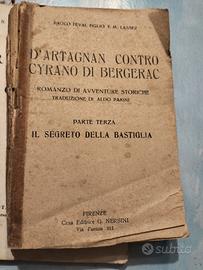 PAOLO FEVAL FIGLIO E M. LASSEZ
D'ARTAGNAN CONTRO
CYRANO DI BERGERAC
ROMANZO DI AVVENTURE STORICHE
TRADUZIONE DI ALDO PARINI
PARTE TERZA
IL SEGRETO DELLA BASTIGLIA
FIRENZE
Casa Editrice G. NERBINI
Via Faenza
subito